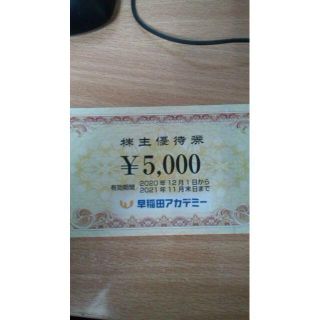 株主優待券
￥5,000
有効期間 2020年12月1日から
2021年11月末日まで
早稲田アカデミー